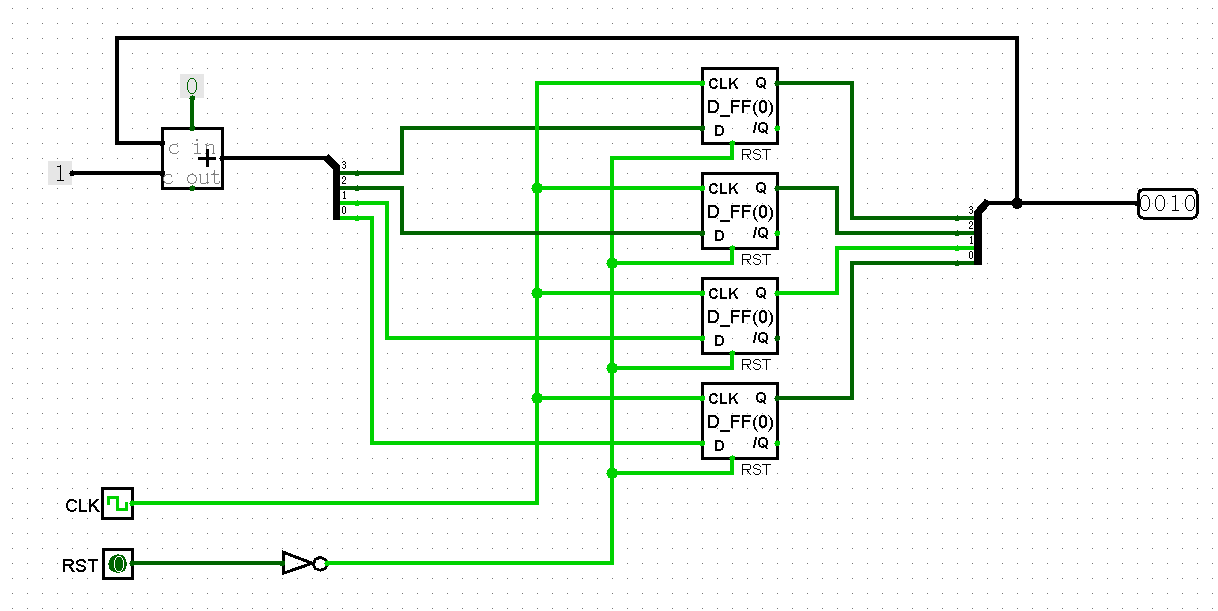 0
c in
+
1
c out
3
2
1
0
CLK Q
D_FF(0)
D /Q
RST
CLK Q
D_FF(0)
D /Q
RST
CLK Q
D_FF(0)
D /Q
RST
CLK Q
D_FF(0)
D /Q
RST
3
2
1
0
0010
CLK
RST
0